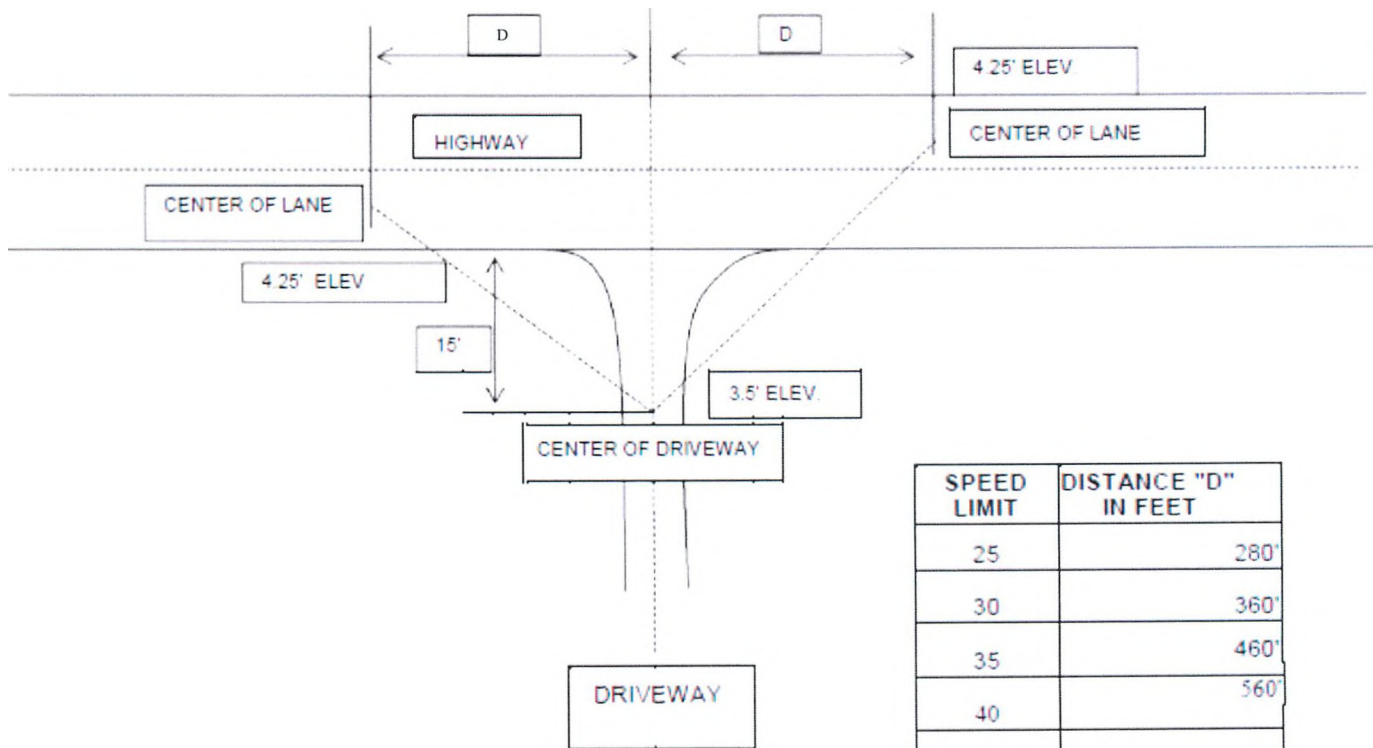 D
D
4.25' ELEV.
HIGHWAY
CENTER OF LANE
CENTER OF LANE
4.25' ELEV
15'
3.5' ELEV.
CENTER OF DRIVEWAY
SPEED LIMIT
DISTANCE "D" IN FEET
25 280'
30 360'
35 460'
40 560'
DRIVEWAY